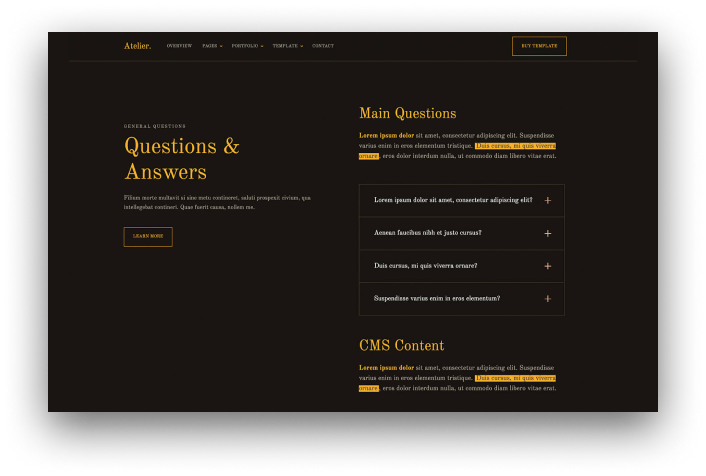 Atelier.
OVERVIEW
PAGES
PORTFOLIO
TEMPLATE
CONTACT
BUY TEMPLATE
GENERAL QUESTIONS
Questions &
Answers
Filium morte multavit si sine metu contineret, saluti prospexit civium, qua
intellegebat contineri. Quae fuerit causa, nollem me.
LEARN MORE
Main Questions
Lorem ipsum dolor sit amet, consectetur adipiscing elit. Suspendisse
varius enim in eros elementum tristique. Duis cursus, mi quis viverra
ornare, eros dolor interdum nulla, ut commodo diam libero vitae erat.
Lorem ipsum dolor sit amet, consectetur adipiscing elit?
Aenean faucibus nibh et justo cursus?
Duis cursus, mi quis viverra ornare?
Suspendisse varius enim in eros elementum?
CMS Content
Lorem ipsum dolor sit amet, consectetur adipiscing elit. Suspendisse
varius enim in eros elementum tristique. Duis cursus, mi quis viverra
ornare, eros dolor interdum nulla, ut commodo diam libero vitae erat.